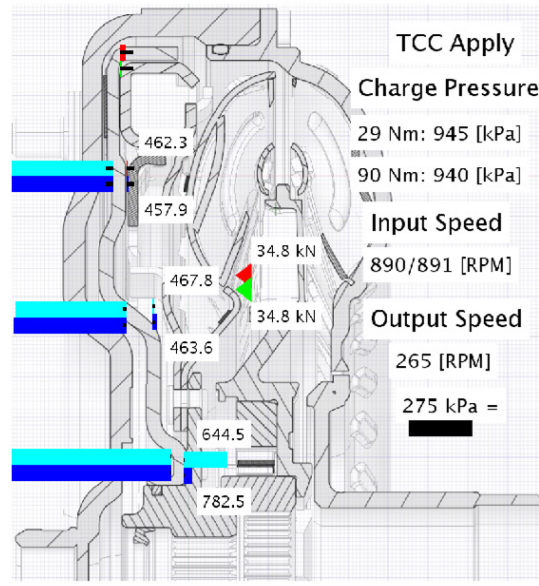 TCC Apply
Charge Pressure
29 Nm: 945 [kPa]
90 Nm: 940 [kPa]
Input Speed
890/891 [RPM]
Output Speed
265 [RPM]
275 kPa =
462.3
457.9
34.8 kN
467.8
34.8 kN
463.6
644.5
782.5